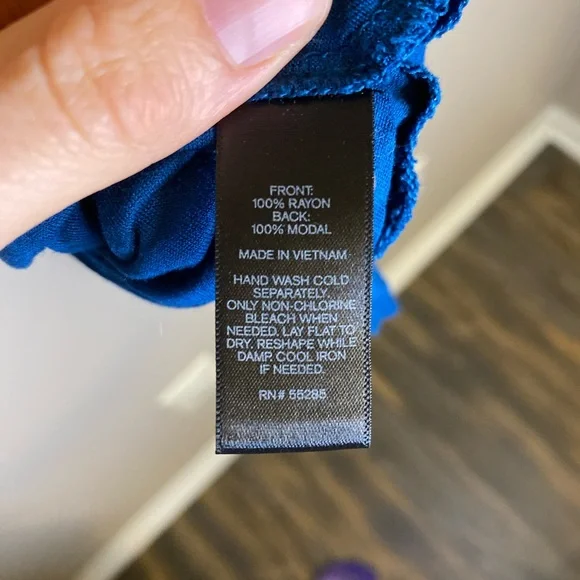 FRONT:
100% RAYON
BACK:
100% MODAL
MADE IN VIETNAM
HAND WASH COLD
SEPARATELY
ONLY NON-CHLORINE
BLEACH WHEN
NEEDED. LAY FLAT TO
DRY. RESHAPE WHILE
DAMP. COOL IRON
IF NEEDED.
RN# 55285